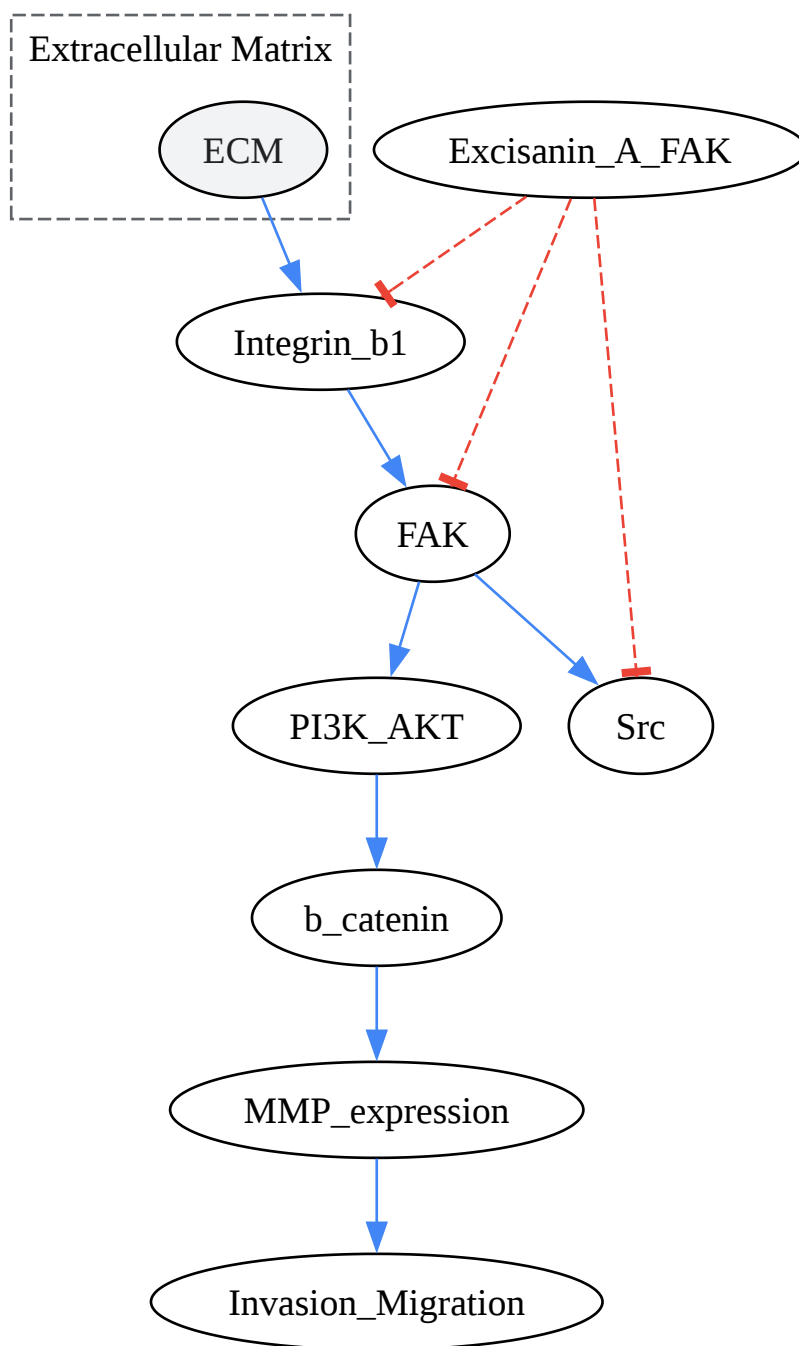 Extracellular Matrix
ECM
Excisanin_A_FAK
Integrin_b1
FAK
PI3K_AKT
Src
b_catenin
MMP_expression
Invasion_Migration